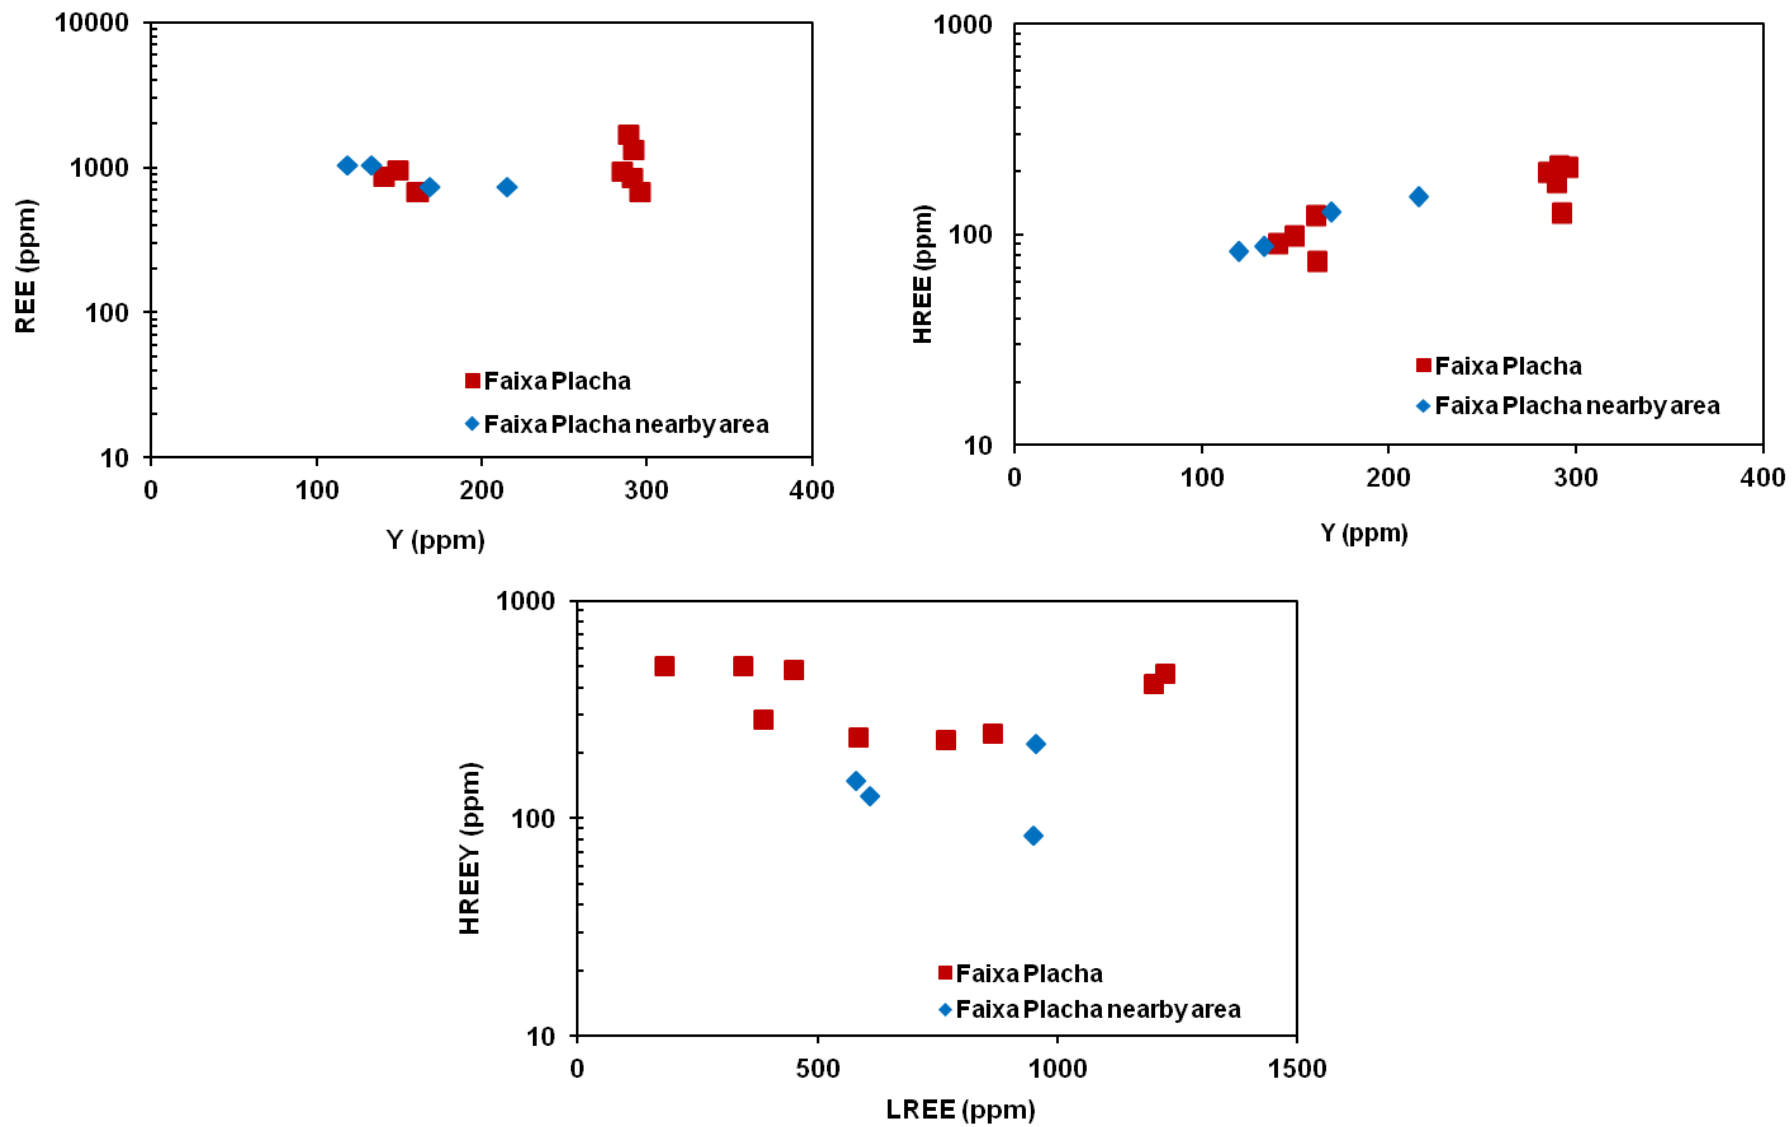 10000
1000
100
10
REE (ppm)
0 100 200 300 400
Y (ppm)
Faixa Placha
Faixa Placha nearby area
1000
100
10
HREE (ppm)
0 100 200 300 400
Y (ppm)
Faixa Placha
Faixa Placha nearby area
1000
100
10
HREEY (ppm)
0 500 1000 1500
LREE (ppm)
Faixa Placha
Faixa Placha nearby area